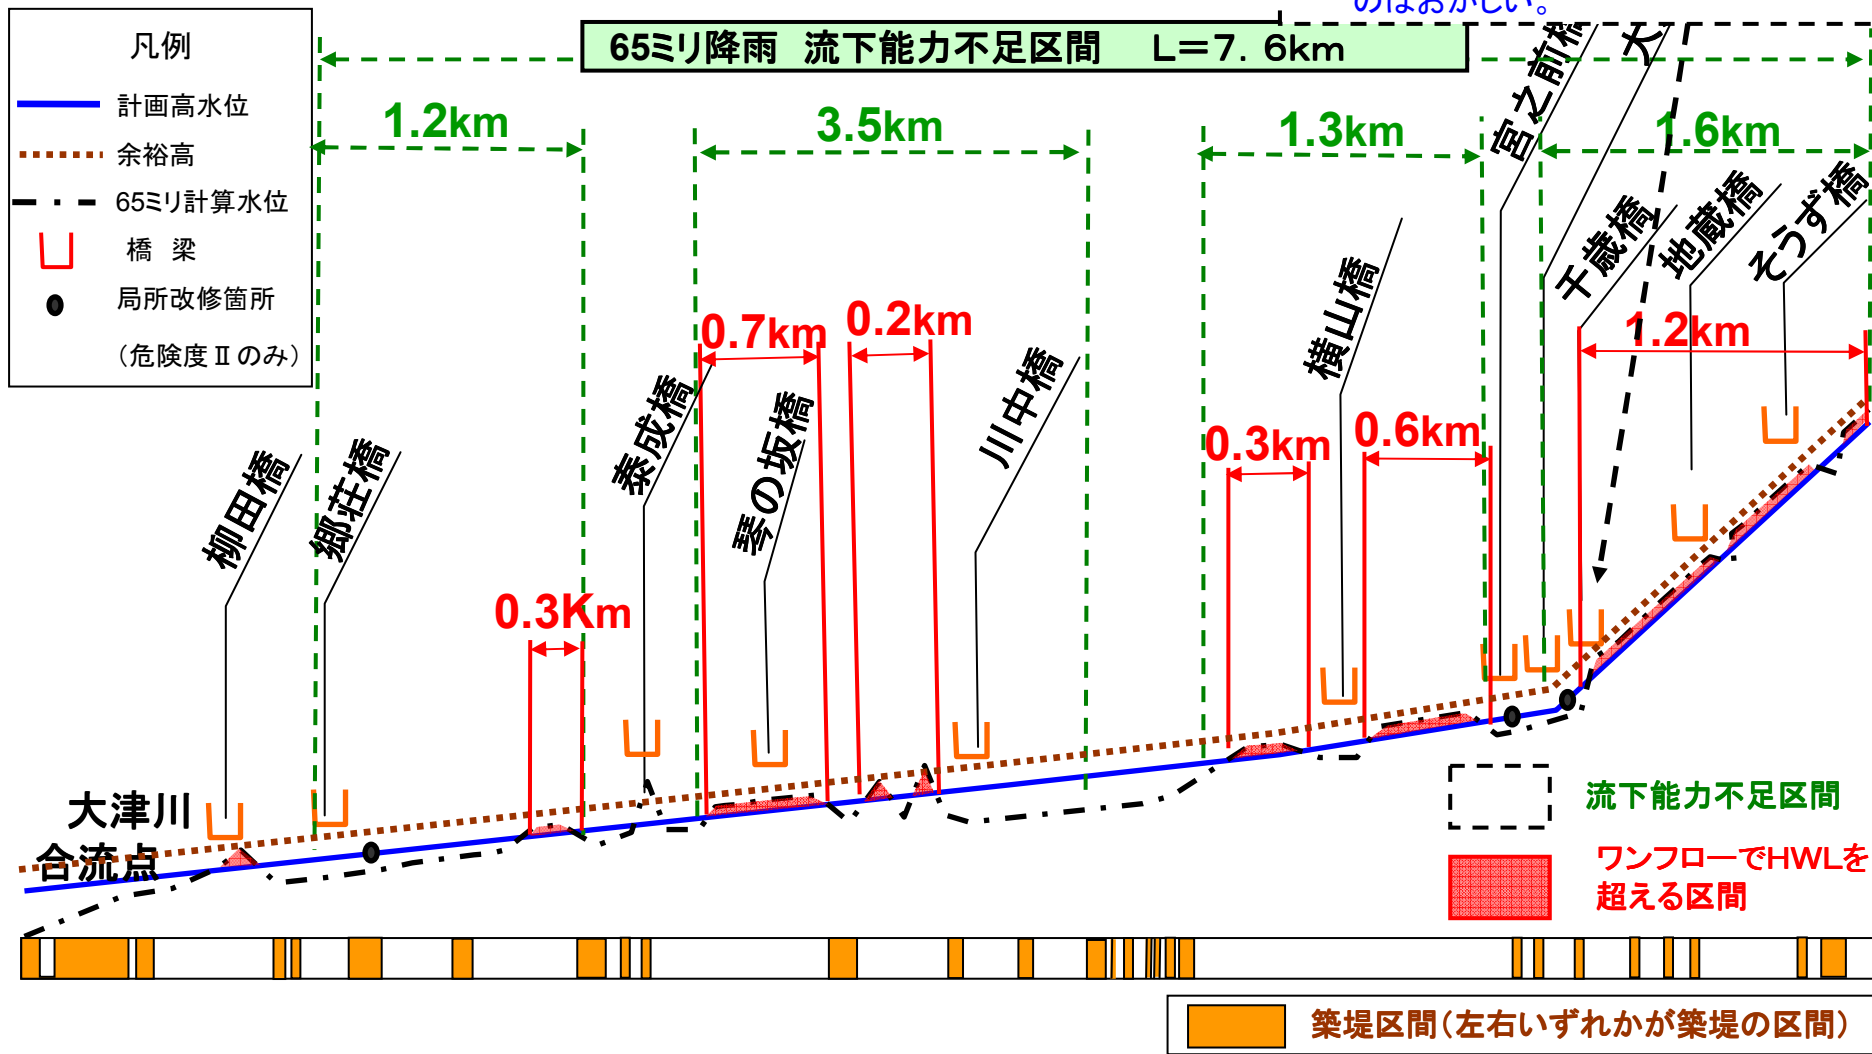 のはおかしい。
65ミリ降雨 流下能力不足区間 L=7.6km
凡例
計画高水位
余裕高
65ミリ計算水位
橋 梁
局所改修箇所
(危険度Ⅱのみ)
1.2km
3.5km
1.3km
1.6km
0.3Km
0.7km
0.2km
0.3km
0.6km
1.2km
柳田橋
郷荘橋
泰成橋
琴の坂橋
川中橋
横山橋
宮之前橋
大
千歳橋
地蔵橋
そうず橋
大津川
合流点
流下能力不足区間
ワンフローでHWLを
超える区間
築堤区間(左右いずれかが築堤の区間)